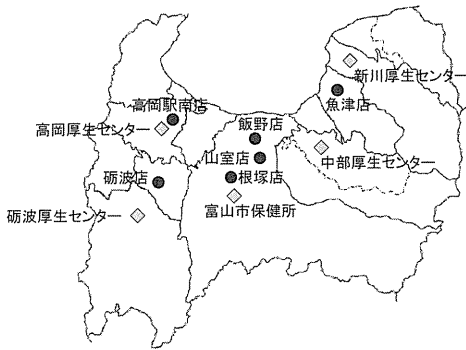 新川厚生センター
魚津店
高岡駅南店
高岡厚生センター
飯野店
山室店
中部厚生センター
砺波店
根塚店
富山市保健所
砺波厚生センター